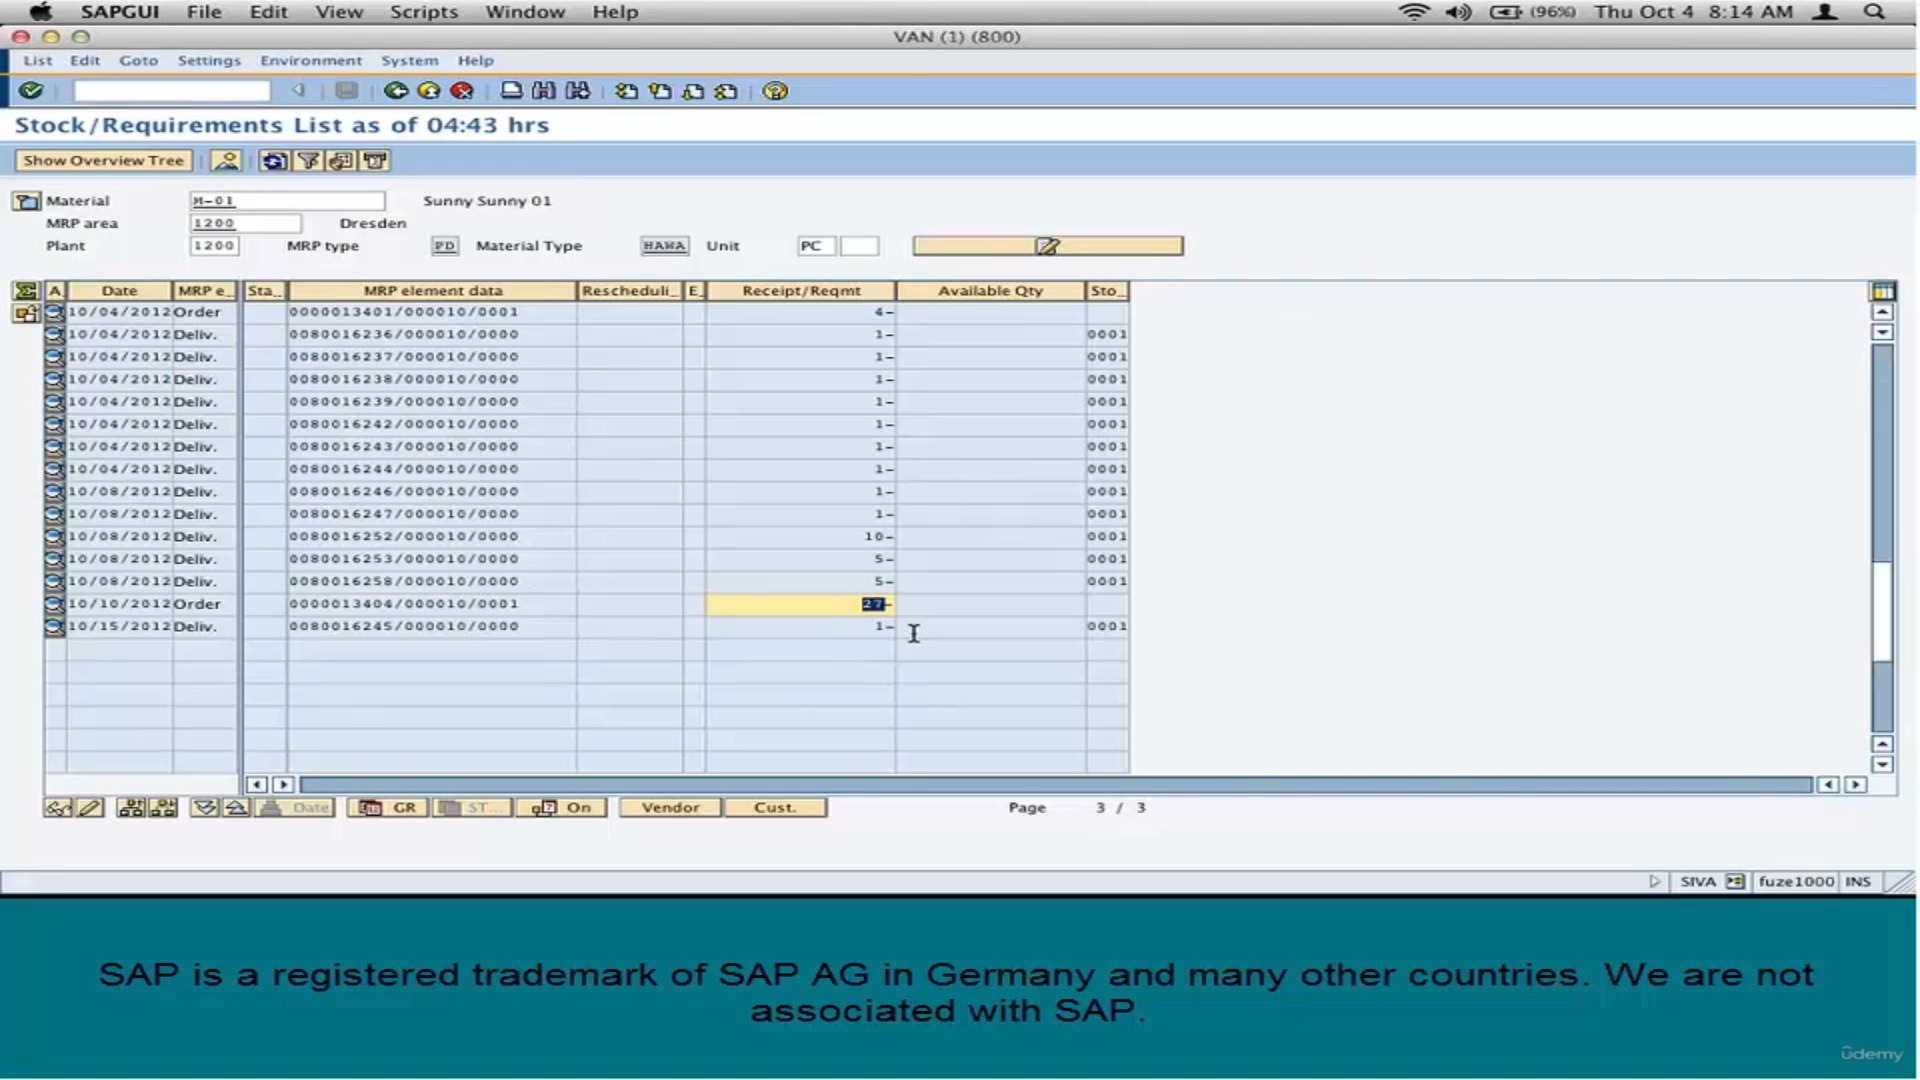 SAPGUI File Edit View Scripts Window Help (96%) Thu Oct 4 8:14 AM
VAN (1) (800)
List Edit Goto Settings Environment System Help
Stock/Requirements List as of 04:43 hrs
Show Overview Tree
Material M-01 Sunny Sunny 01
MRP area 1200 Dresden
Plant 1200 MRP type PD Material Type HAWA Unit PC
A Date MRP e... Sta... MRP element data Rescheduli... E... Receipt/Reqmt Available Qty Sto...
10/04/2012 Order 0000013401/000010/0001 4-
10/04/2012 Deliv. 0080016236/000010/0000 1- 0001
10/04/2012 Deliv. 0080016237/000010/0000 1- 0001
10/04/2012 Deliv. 0080016238/000010/0000 1- 0001
10/04/2012 Deliv. 0080016239/000010/0000 1- 0001
10/04/2012 Deliv. 0080016242/000010/0000 1- 0001
10/04/2012 Deliv. 0080016243/000010/0000 1- 0001
10/04/2012 Deliv. 0080016244/000010/0000 1- 0001
10/08/2012 Deliv. 0080016246/000010/0000 1- 0001
10/08/2012 Deliv. 0080016247/000010/0000 1- 0001
10/08/2012 Deliv. 0080016252/000010/0000 10- 0001
10/08/2012 Deliv. 0080016253/000010/0000 5- 0001
10/08/2012 Deliv. 0080016258/000010/0000 5- 0001
10/10/2012 Order 0000013404/000010/0001 27-
10/15/2012 Deliv. 0080016245/000010/0000 1- 0001
Date GR ST... On Vendor Cust. Page 3 / 3
SIVA fuze1000 INS
SAP is a registered trademark of SAP AG in Germany and many other countries. We are not
associated with SAP.
ûdemy